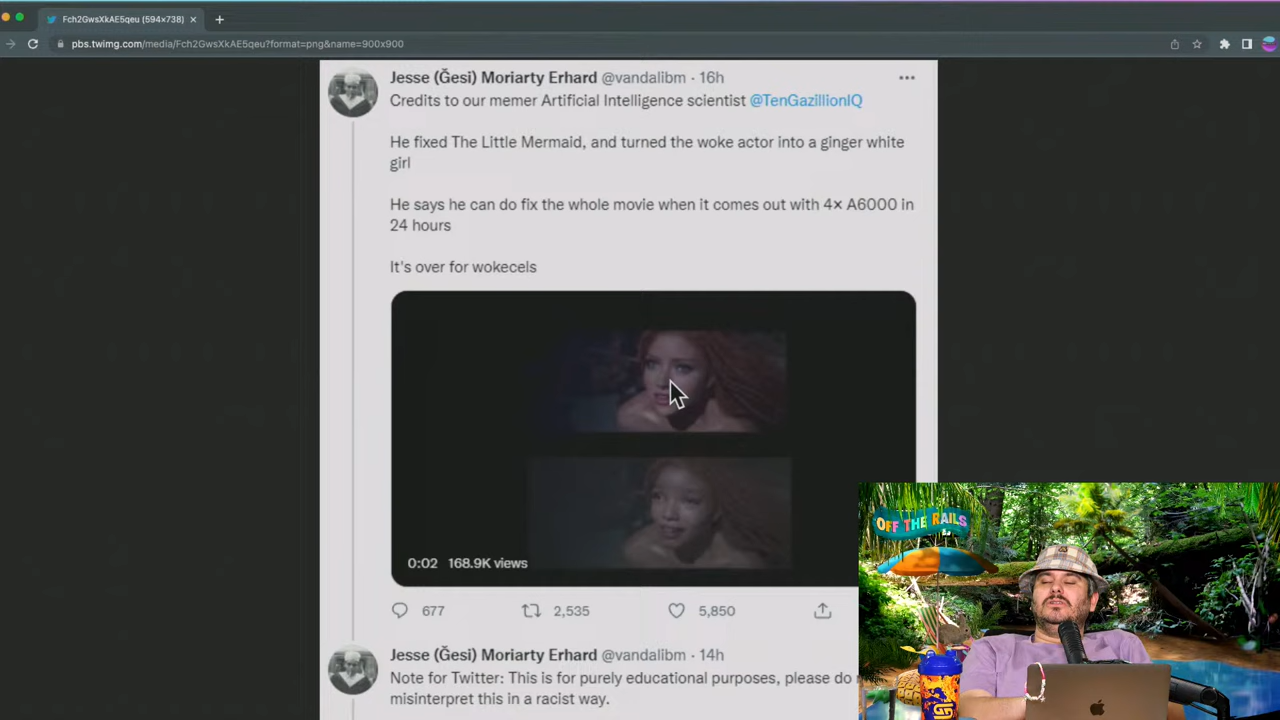 Fch2GwsXkAE5qeu (594×738)
pbs.twimg.com/media/Fch2GwsXkAE5qeu?format=png&name=900x900
Jesse (Ğesi) Moriarty Erhard @vandalibm · 16h
Credits to our memer Artificial Intelligence scientist @TenGazillionIQ
He fixed The Little Mermaid, and turned the woke actor into a ginger white
girl
He says he can do fix the whole movie when it comes out with 4× A6000 in
24 hours
It's over for wokecels
0:02 168.9K views
677 2,535 5,850
OFF THE RAILS
Jesse (Ğesi) Moriarty Erhard @vandalibm · 14h
Note for Twitter: This is for purely educational purposes, please do
misinterpret this in a racist way.